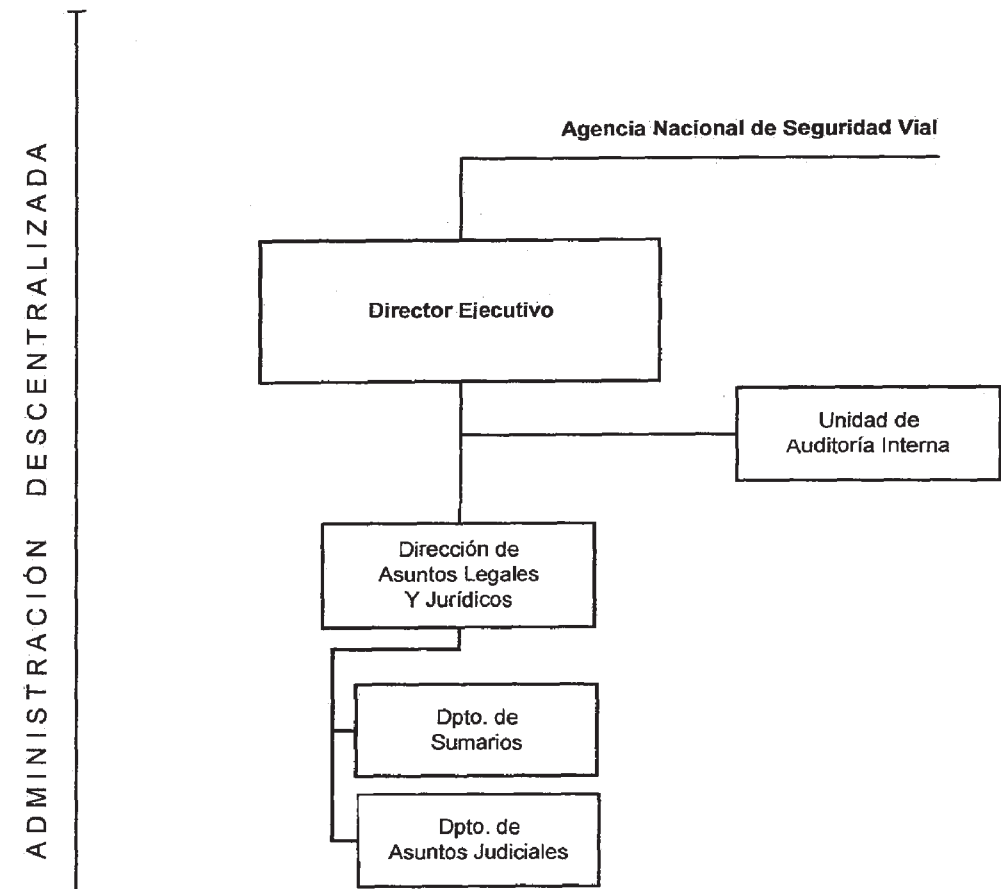 ADMINISTRACIÓN DESCENTRALIZADA
Agencia Nacional de Seguridad Vial
Director Ejecutivo
Unidad de
Auditoría Interna
Dirección de
Asuntos Legales
Y Jurídicos
Dpto. de
Sumarios
Dpto. de
Asuntos Judiciales